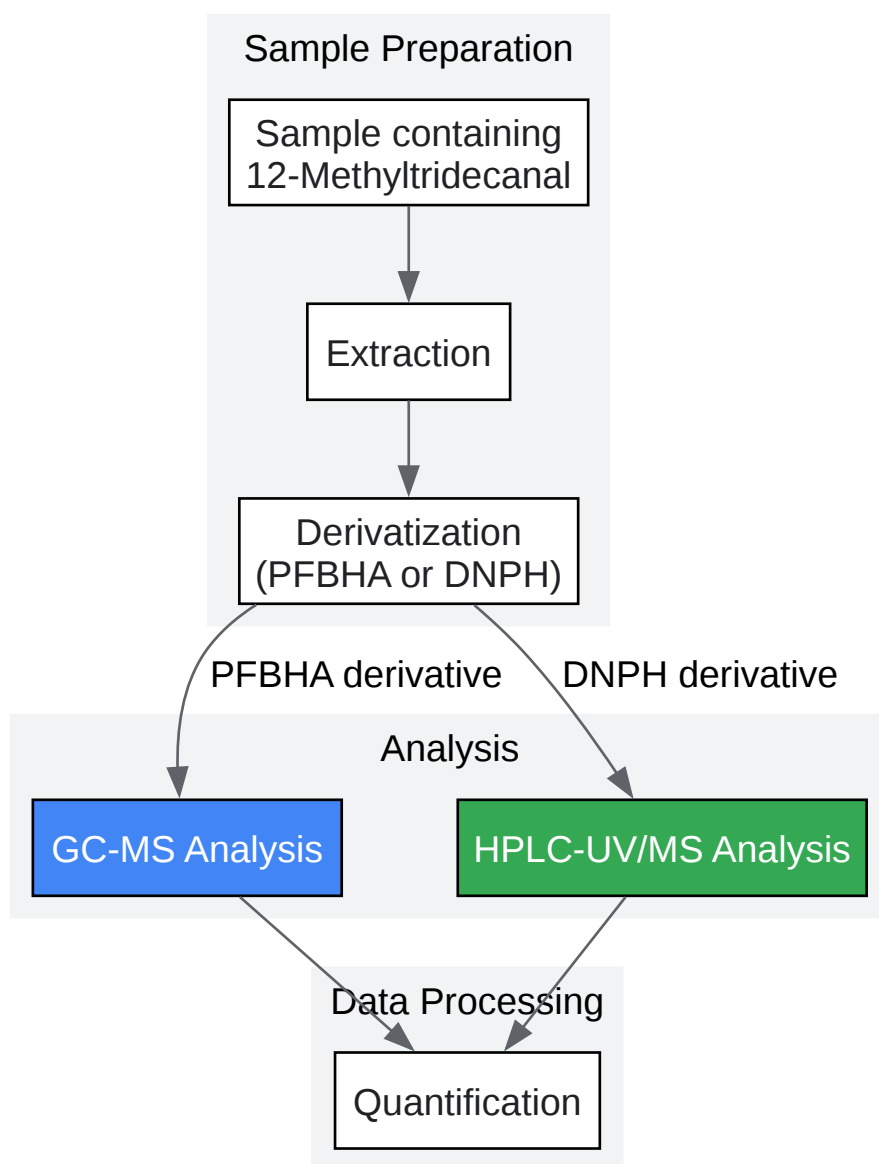 Sample Preparation
Sample containing
12-Methyltridecanal
Extraction
Derivatization
(PFBHA or DNPH)
PFBHA derivative
DNPH derivative
Analysis
GC-MS Analysis
HPLC-UV/MS Analysis
Data Processing
Quantification